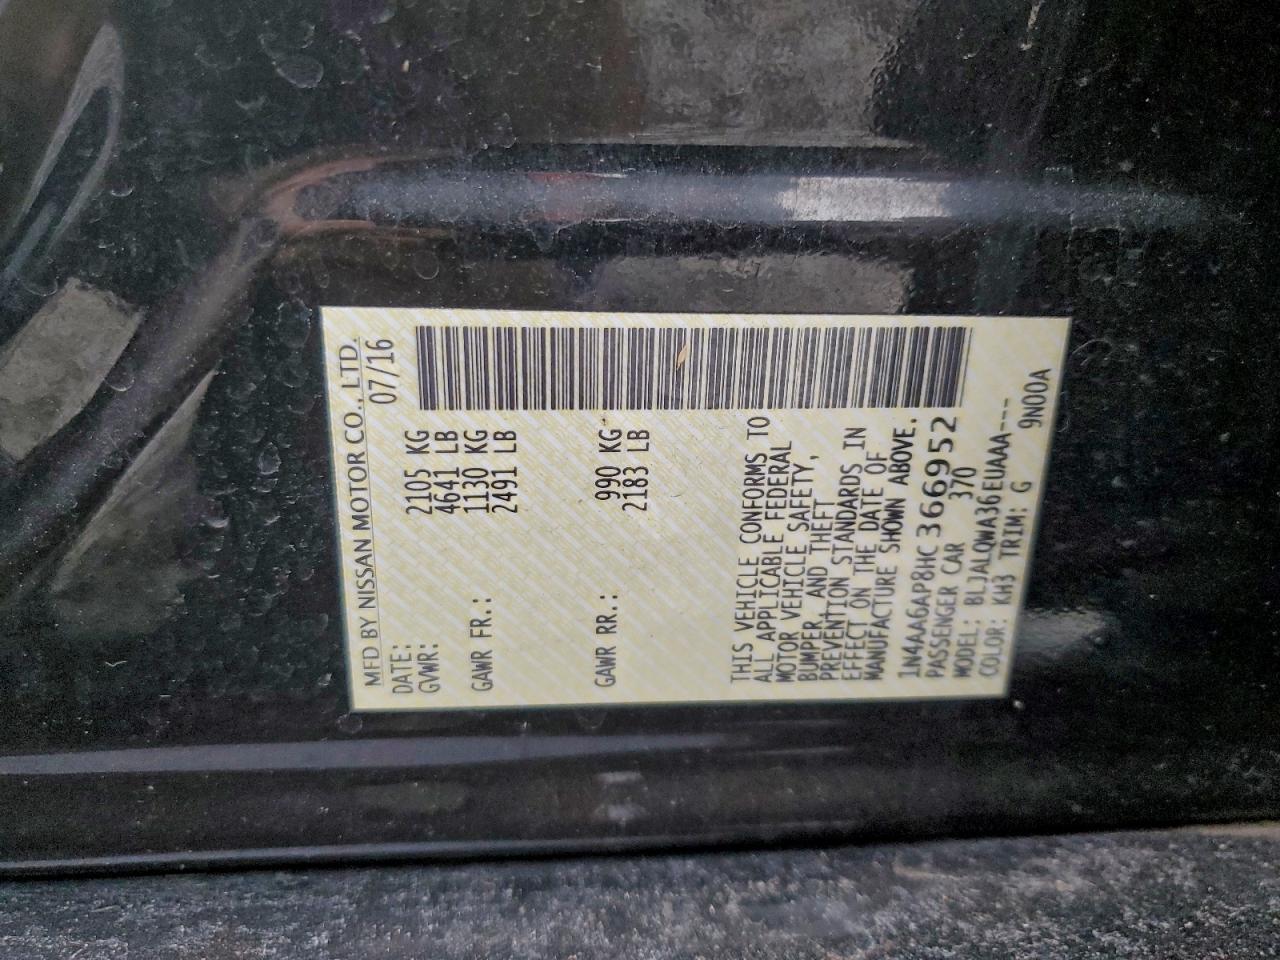 MFD BY NISSAN MOTOR CO., LTD.
DATE: 07/16
GVWR: 2105 KG
4641 LB
GAWR FR.: 1130 KG
2491 LB
GAWR RR.: 990 KG
2183 LB
THIS VEHICLE CONFORMS TO
ALL APPLICABLE FEDERAL
MOTOR VEHICLE SAFETY,
BUMPER, AND THEFT
PREVENTION STANDARDS IN
EFFECT ON THE DATE OF
MANUFACTURE SHOWN ABOVE.
1N4AA6AP8HC366952
PASSENGER CAR 370
MODEL: BLJALQWA36EUAAA---
COLOR: KH3 TRIM: G 9N00A